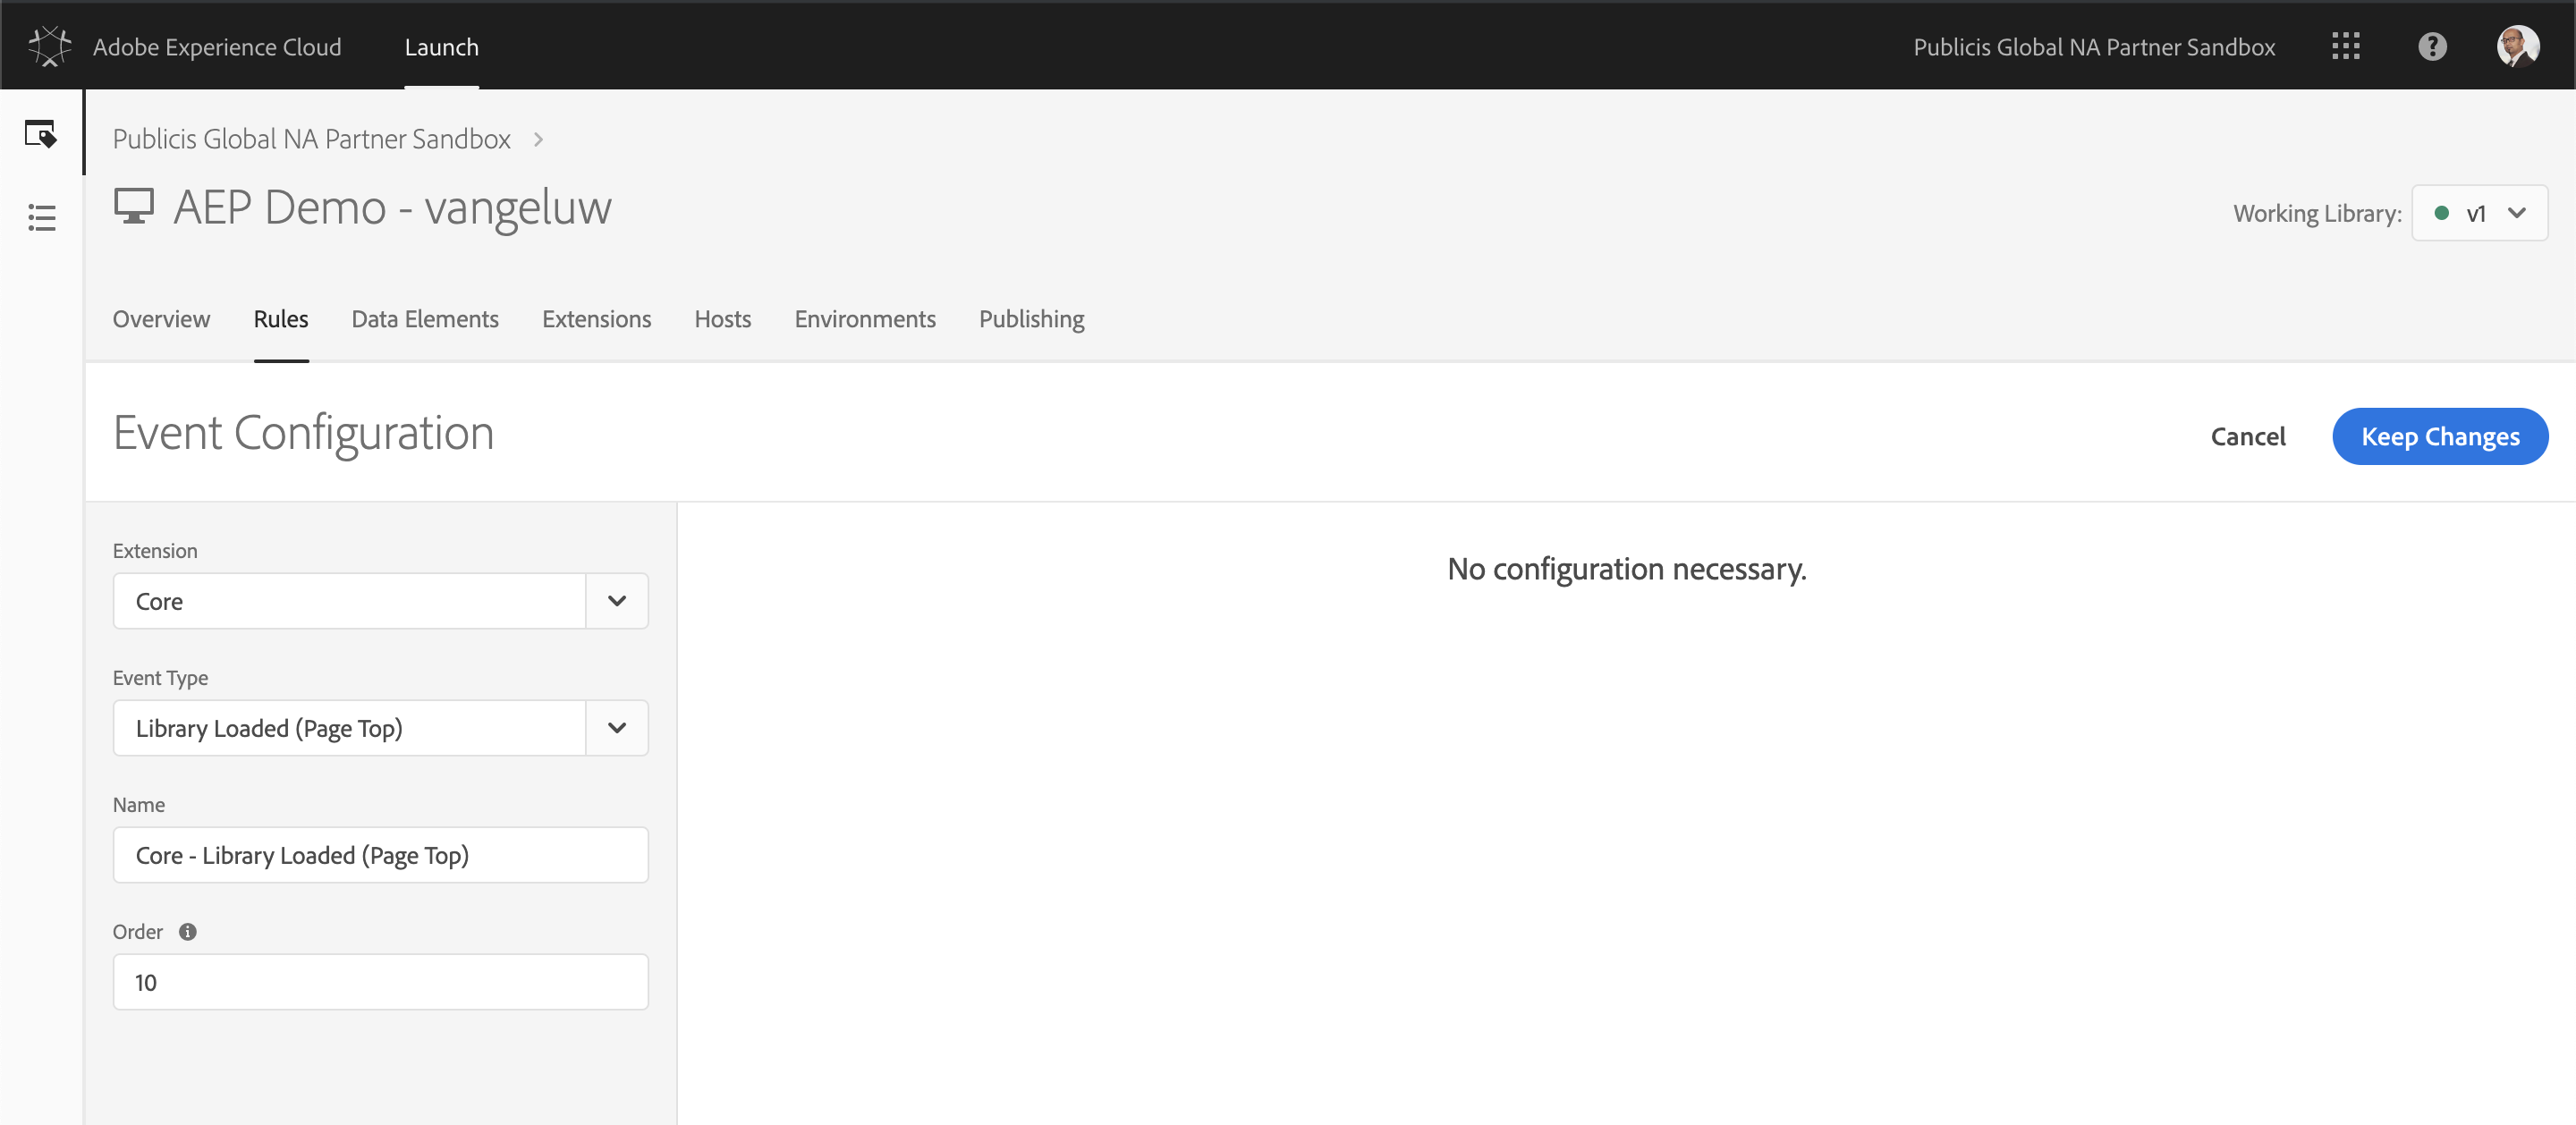 Adobe Experience Cloud
Launch
Publicis Global NA Partner Sandbox
Publicis Global NA Partner Sandbox
AEP Demo - vangeluw
Working Library:
v1
Overview
Rules
Data Elements
Extensions
Hosts
Environments
Publishing
Event Configuration
Cancel
Keep Changes
Extension
Core
No configuration necessary.
Event Type
Library Loaded (Page Top)
Name
Core - Library Loaded (Page Top)
Order
10